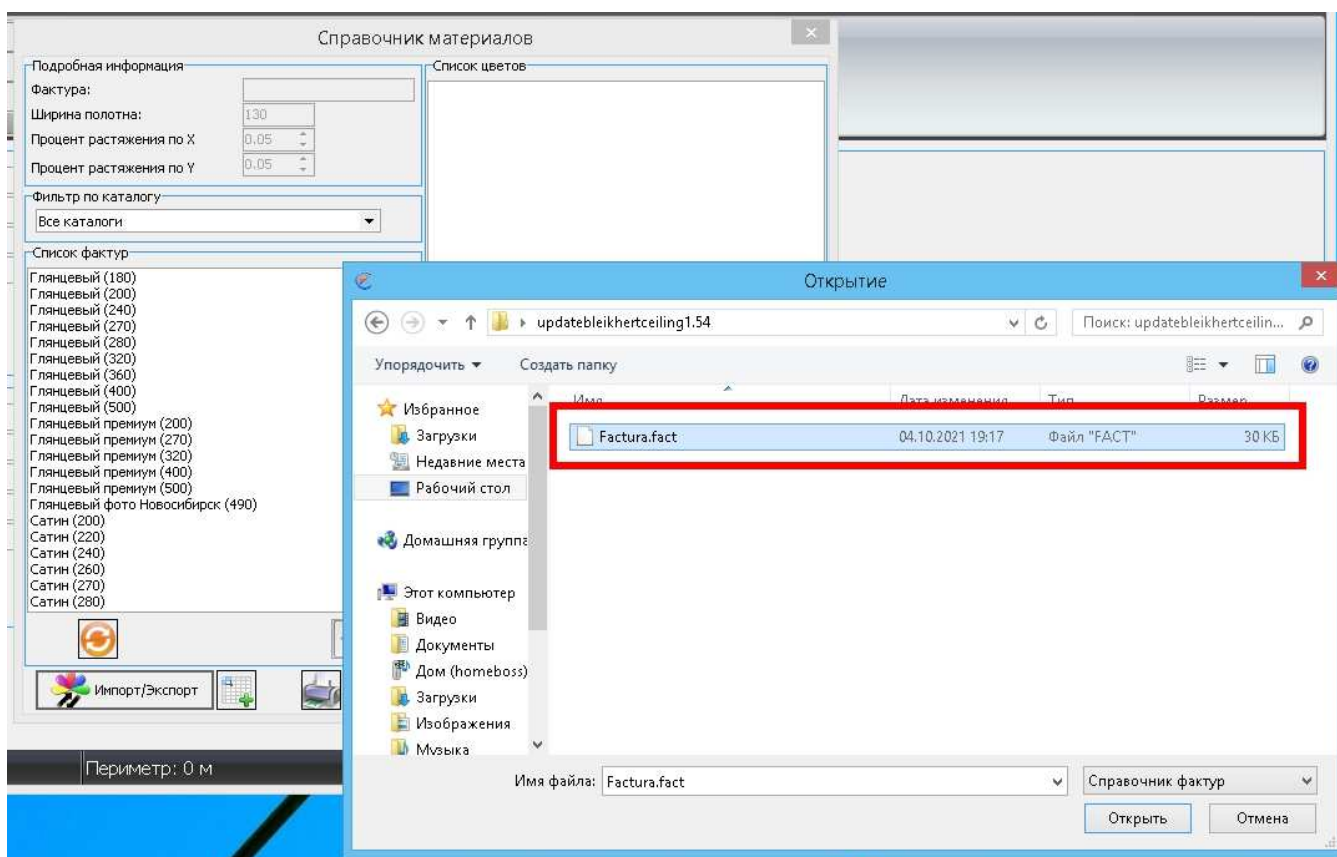 Справочник материалов
Подробная информация
Фактура:
Ширина полотна: 130
Процент растяжения по X 0.05
Процент растяжения по Y 0.05
Фильтр по каталогу
Все каталоги
Список фактур
Глянцевый (180)
Глянцевый (200)
Глянцевый (240)
Глянцевый (270)
Глянцевый (280)
Глянцевый (320)
Глянцевый (360)
Глянцевый (400)
Глянцевый (500)
Глянцевый премиум (200)
Глянцевый премиум (270)
Глянцевый премиум (320)
Глянцевый премиум (400)
Глянцевый премиум (500)
Глянцевый фото Новосибирск (490)
Сатин (200)
Сатин (220)
Сатин (240)
Сатин (260)
Сатин (270)
Сатин (280)
Импорт/Экспорт
Периметр: 0 м
Список цветов
Открытие
updatebleikhertceiling1.54
Поиск: updatebleikhertceilin...
Упорядочить
Создать папку
Имя Дата изменения Тип Размер
Factura.fact 04.10.2021 19:17 Файл "FACT" 30 КБ
Избранное
Загрузки
Недавние места
Рабочий стол
Домашняя группа
Этот компьютер
Видео
Документы
Дом (homeboss)
Загрузки
Изображения
Музыка
Имя файла: Factura.fact
Справочник фактур
Открыть Отмена